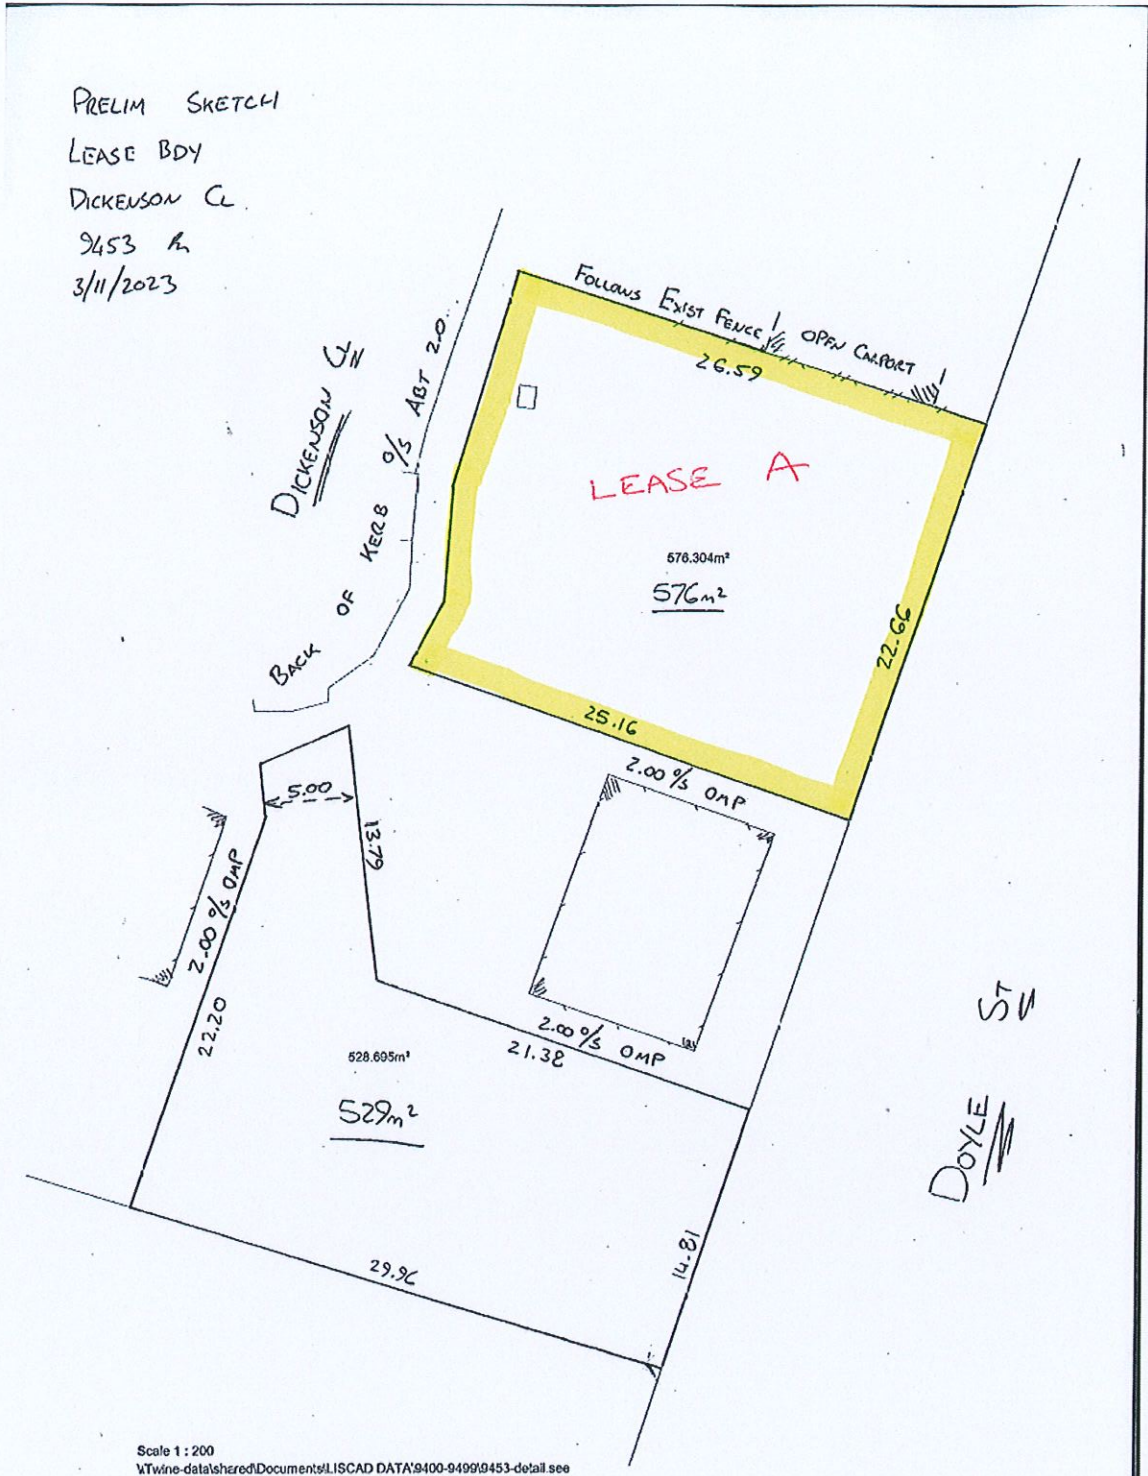 PRELIM SKETCH
LEASE BDY
DICKENSON CL.
9453
3/11/2023
FOLLOWS EXIST FENCE
OPEN CARPORT
26.59
DICKENSON CL
BACK OF KERB O/S ABT 2.0
LEASE A
576.304m²
576m²
22.66
25.16
2.00 O/S OMP
5.00
13.79
2.00 O/S OMP
22.20
2.00 O/S OMP
21.38
528.695m²
529m²
DOYLE ST
14.81
29.96
Scale 1 : 200
\\Twine-data\shared\Documents\LISCAD DATA\9400-9499\9453-detail.see